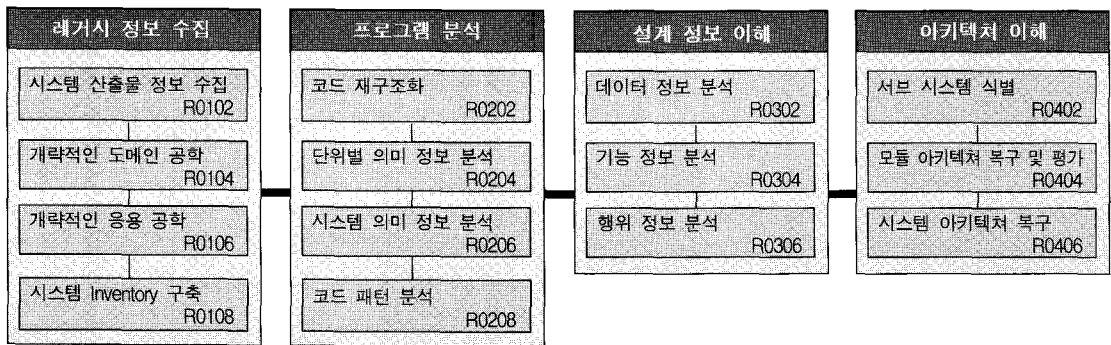 레거시 정보 수집
시스템 산출물 정보 수집
R0102
개략적인 도메인 공학
R0104
개략적인 응용 공학
R0106
시스템 Inventory 구축
R0108
프로그램 분석
코드 재구조화
R0202
단위별 의미 정보 분석
R0204
시스템 의미 정보 분석
R0206
코드 패턴 분석
R0208
설계 정보 이해
데이터 정보 분석
R0302
기능 정보 분석
R0304
행위 정보 분석
R0306
아키텍쳐 이해
서브 시스템 식별
R0402
모듈 아키텍쳐 복구 및 평가
R0404
시스템 아키텍쳐 복구
R0406